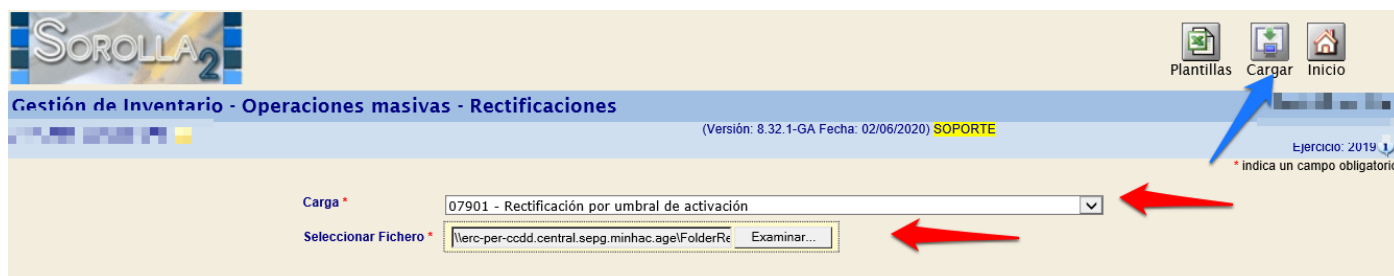 SOROLLA2
Plantillas Cargar Inicio
Gestión de Inventario - Operaciones masivas - Rectificaciones
(Versión: 8.32.1-GA Fecha: 02/06/2020) SOPORTE
Ejercicio: 2019
* indica un campo obligatorio
Carga * 07901 - Rectificación por umbral de activación
Seleccionar Fichero * \\erc-per-ccdd.central.sepg.minhac.age\FolderRe Examinar...